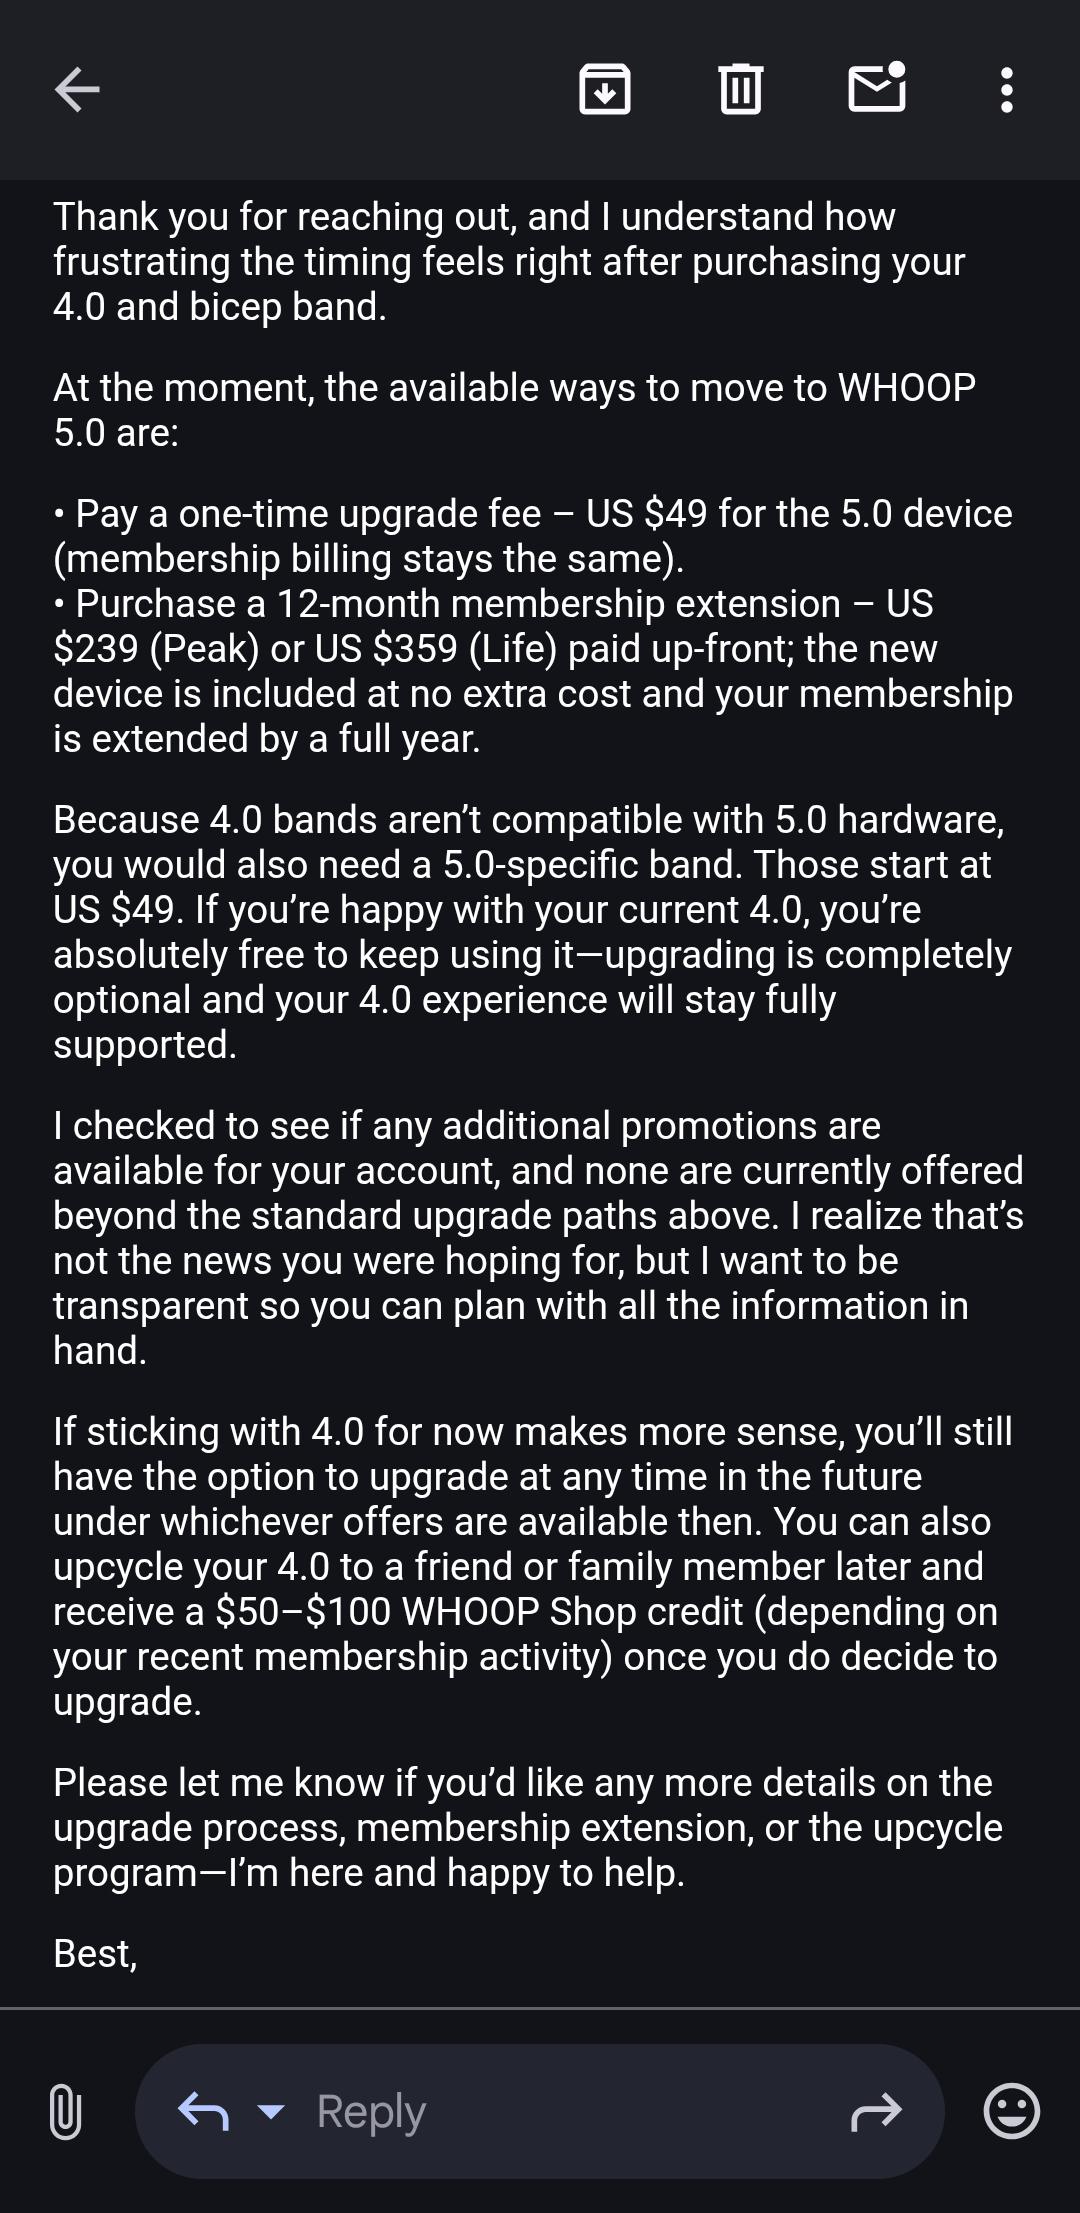 Thank you for reaching out, and I understand how
frustrating the timing feels right after purchasing your
4.0 and bicep band.
At the moment, the available ways to move to WHOOP
5.0 are:
• Pay a one-time upgrade fee – US $49 for the 5.0 device
(membership billing stays the same).
• Purchase a 12-month membership extension – US
$239 (Peak) or US $359 (Life) paid up-front; the new
device is included at no extra cost and your membership
is extended by a full year.
Because 4.0 bands aren’t compatible with 5.0 hardware,
you would also need a 5.0-specific band. Those start at
US $49. If you’re happy with your current 4.0, you’re
absolutely free to keep using it—upgrading is completely
optional and your 4.0 experience will stay fully
supported.
I checked to see if any additional promotions are
available for your account, and none are currently offered
beyond the standard upgrade paths above. I realize that’s
not the news you were hoping for, but I want to be
transparent so you can plan with all the information in
hand.
If sticking with 4.0 for now makes more sense, you’ll still
have the option to upgrade at any time in the future
under whichever offers are available then. You can also
upcycle your 4.0 to a friend or family member later and
receive a $50–$100 WHOOP Shop credit (depending on
your recent membership activity) once you do decide to
upgrade.
Please let me know if you’d like any more details on the
upgrade process, membership extension, or the upcycle
program—I’m here and happy to help.
Best,
Reply